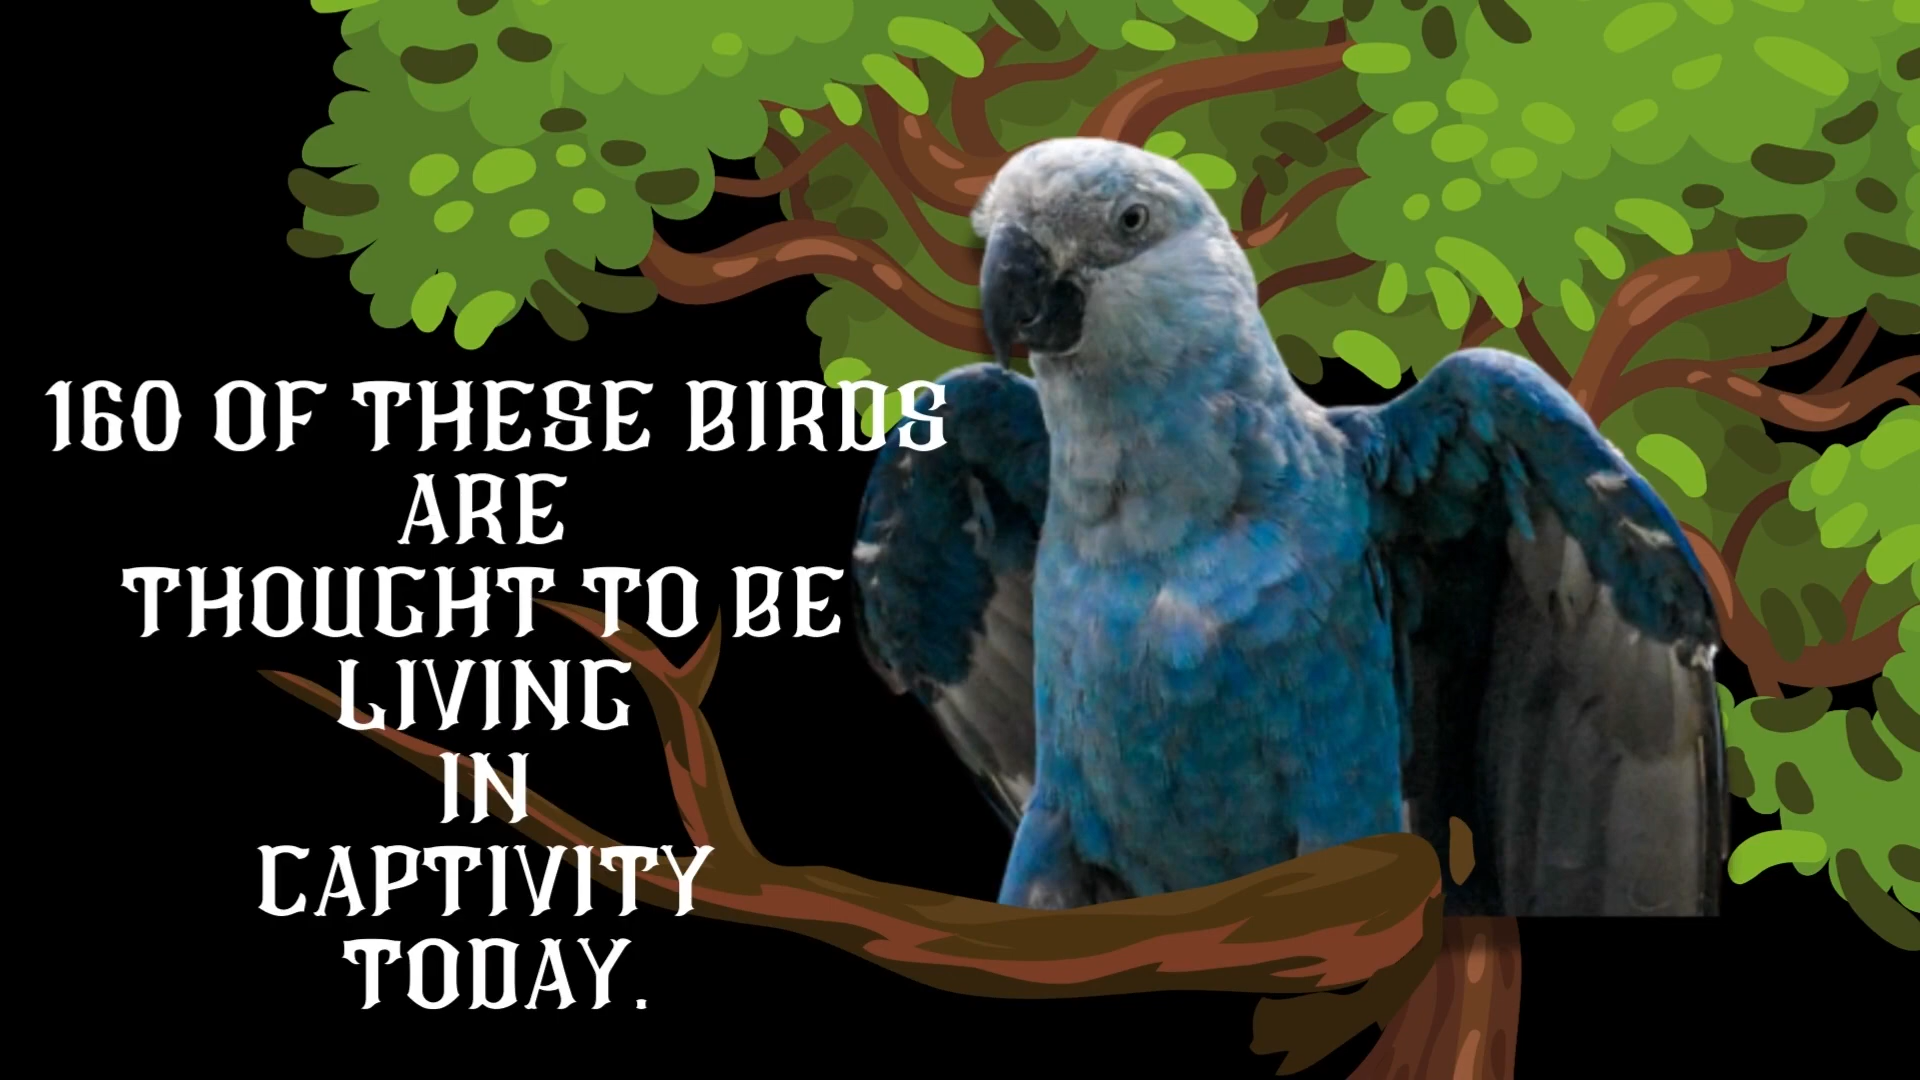 160 OF THESE BIRDS
ARE
THOUGHT TO BE
LIVING
IN
CAPTIVITY
TODAY.